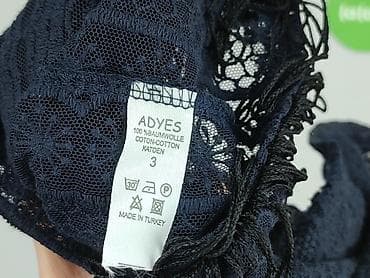 ADYES
100 %BAUMWOLLE
COTON-COTTON
KATOEN
3
MADE IN TURKEY